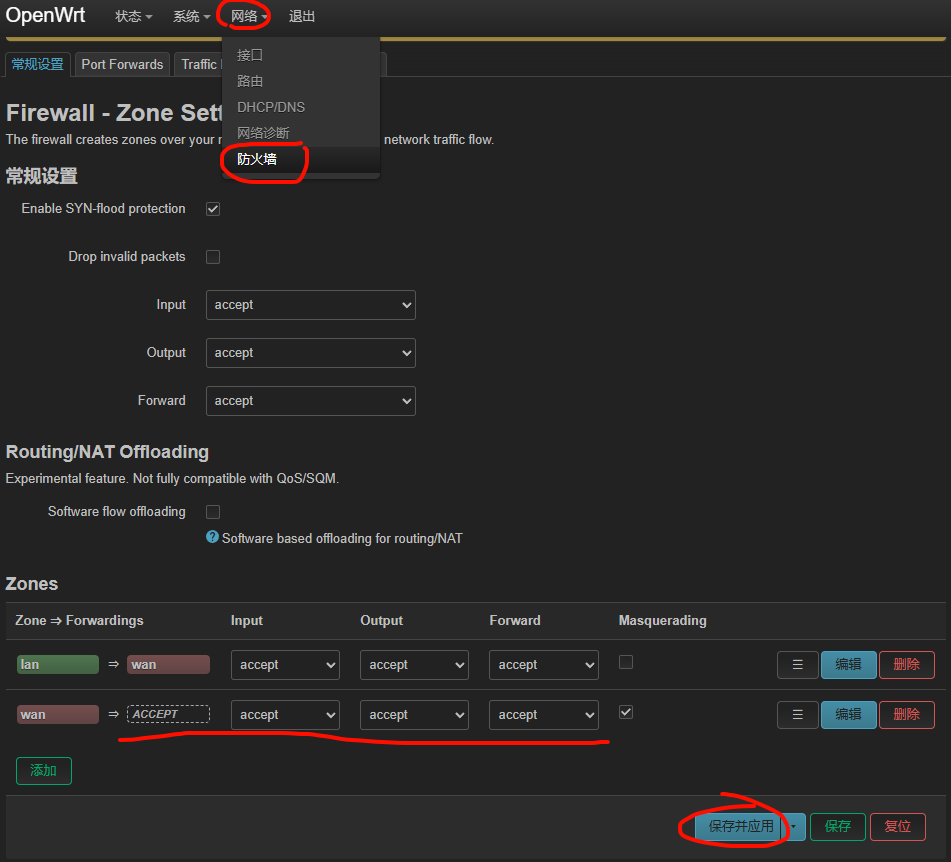 OpenWrt 状态 系统 网络 退出
接口
路由
DHCP/DNS
网络诊断
防火墙
常规设置 Port Forwards Traffic
Firewall - Zone Sett
The firewall creates zones over your network traffic flow.
常规设置
Enable SYN-flood protection
Drop invalid packets
Input accept
Output accept
Forward accept
Routing/NAT Offloading
Experimental feature. Not fully compatible with QoS/SQM.
Software flow offloading
? Software based offloading for routing/NAT
Zones
Zone ⇒ Forwardings Input Output Forward Masquerading
lan ⇒ wan accept accept accept ☰ 编辑 删除
wan ⇒ ACCEPT accept accept accept ☰ 编辑 删除
添加
保存并应用 保存 复位